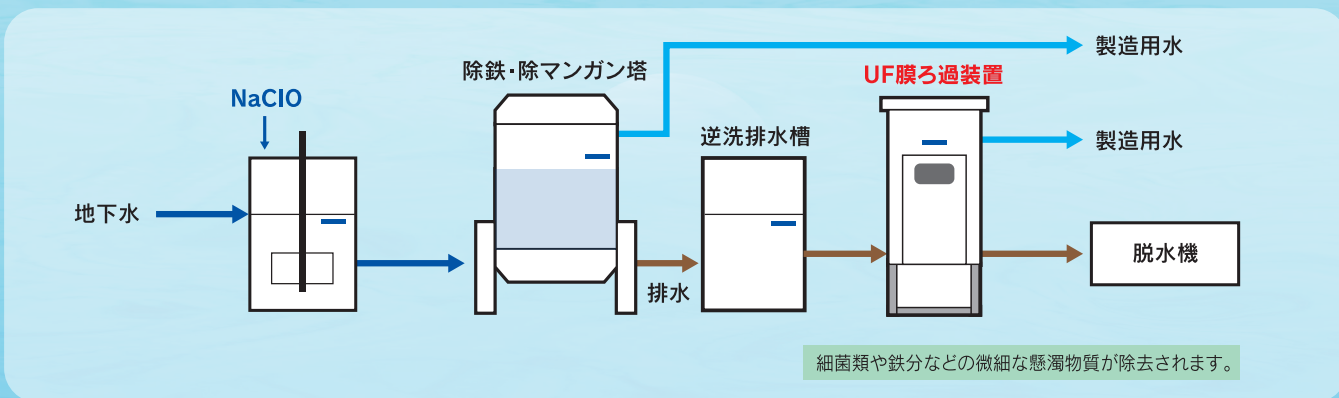 製造用水
除鉄・除マンガン塔
UF膜ろ過装置
NaClO
逆洗排水槽
製造用水
地下水
脱水機
排水
細菌類や鉄分などの微細な懸濁物質が除去されます。